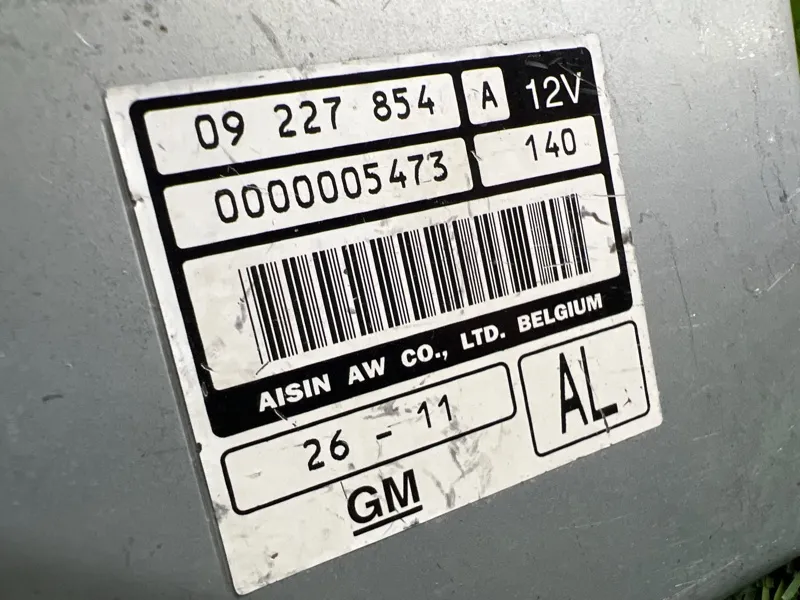 09 227 854 A 12V
0000005473 140
AISIN AW CO., LTD. BELGIUM
26 - 11 AL
GM